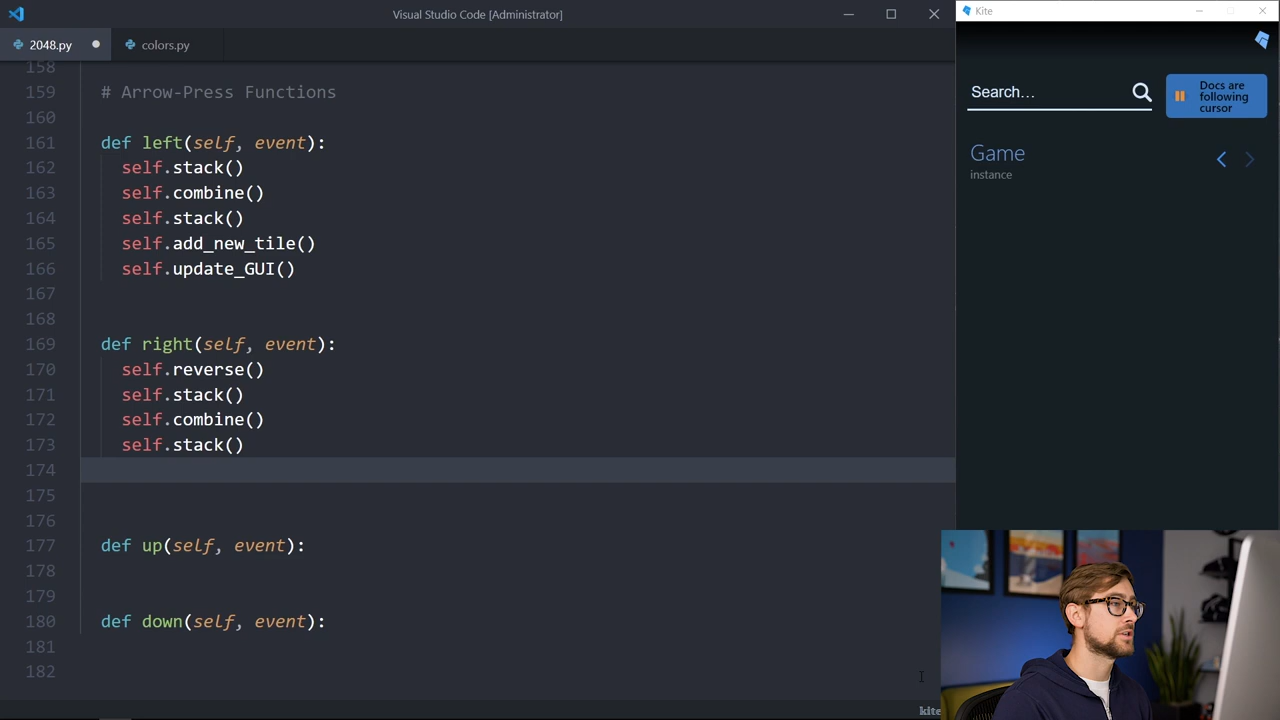 Visual Studio Code [Administrator]
Kite
2048.py
colors.py
158
159 # Arrow-Press Functions
160
161 def left(self, event):
162 self.stack()
163 self.combine()
164 self.stack()
165 self.add_new_tile()
166 self.update_GUI()
167
168
169 def right(self, event):
170 self.reverse()
171 self.stack()
172 self.combine()
173 self.stack()
174
175
176
177 def up(self, event):
178
179
180 def down(self, event):
181
182
Search...
Docs are
following
cursor
Game
instance
kite